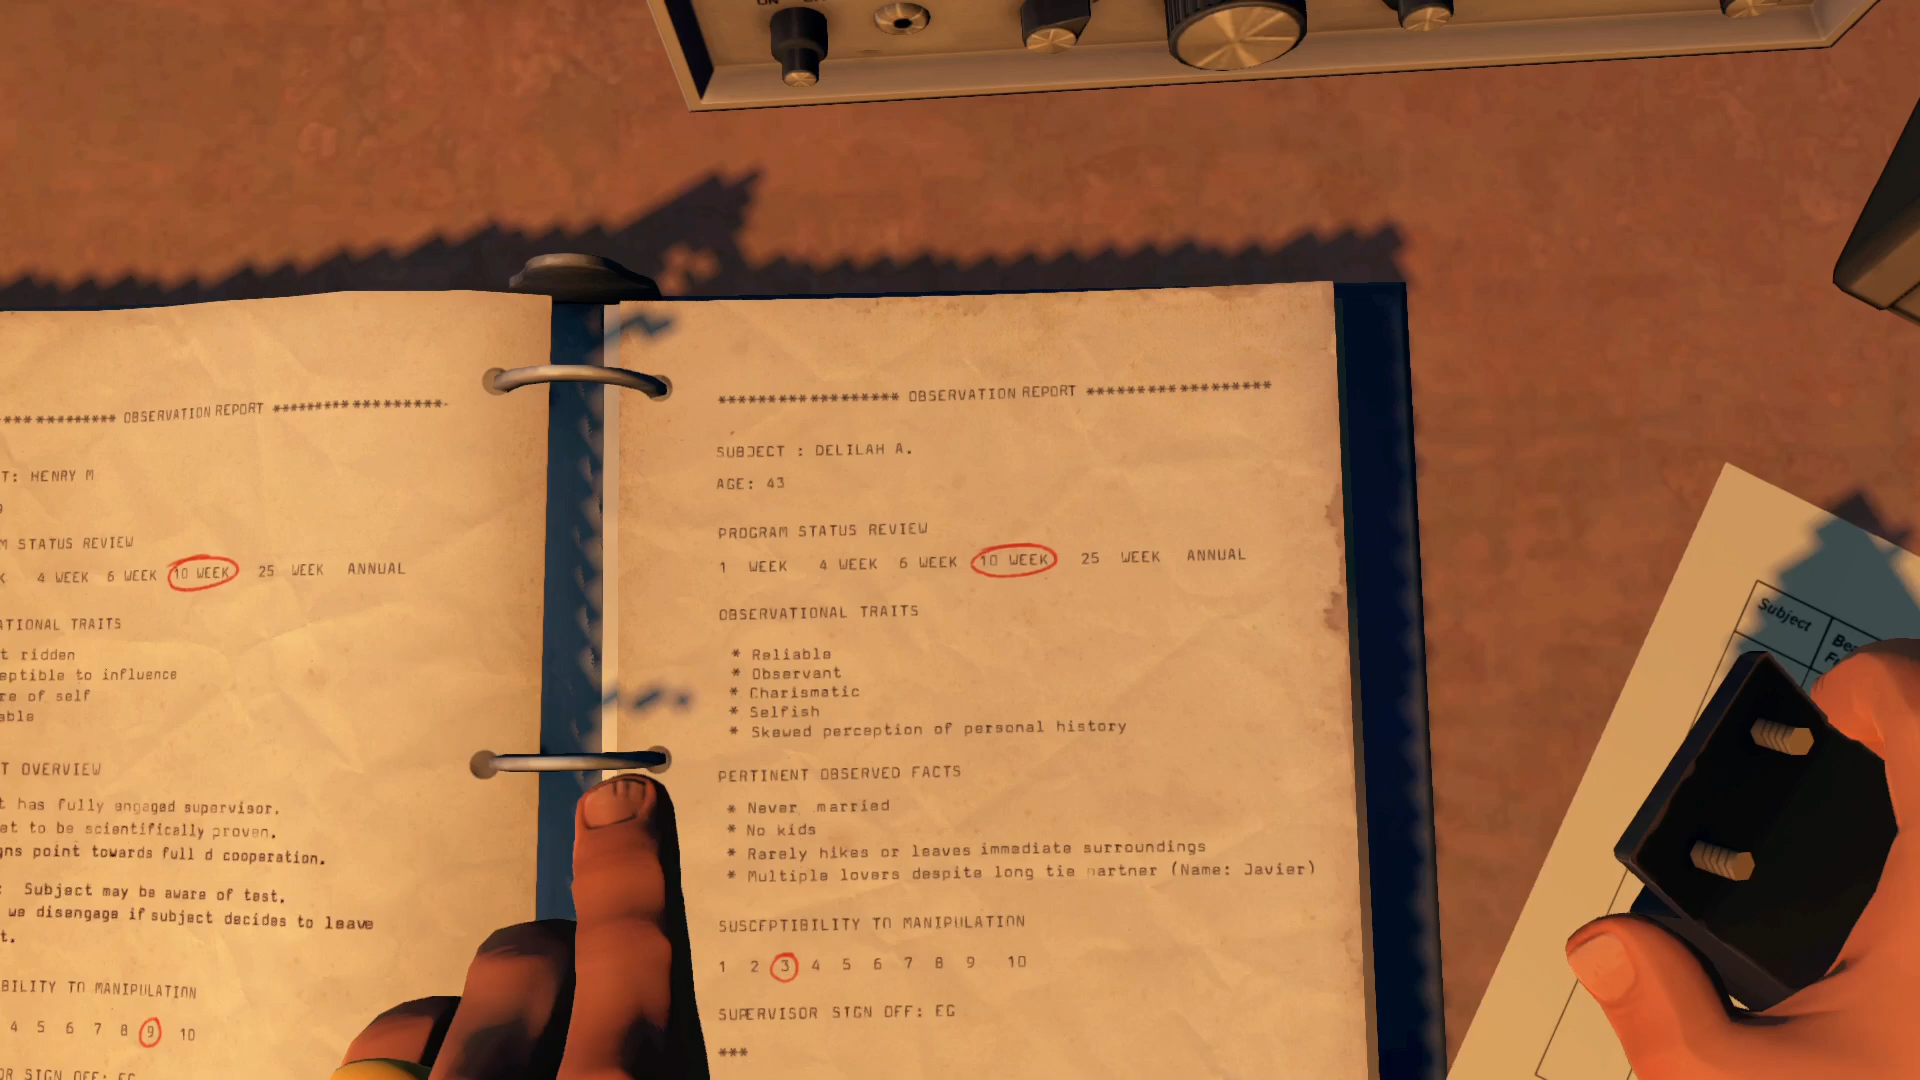 ****************** OBSERVATION REPORT ******************
T: HENRY M
M STATUS REVIEW
4 WEEK 6 WEEK 10 WEEK 25 WEEK ANNUAL
ATIONAL TRAITS
t ridden
eptible to influence
re of self
able
T OVERVIEW
t has fully engaged supervisor.
et to be scientifically proven.
gns point towards full d cooperation.
: Subject may be aware of test.
we disengage if subject decides to leave
t.
BILITY TO MANIPULATION
4 5 6 7 8 9 10
OR SIGN OFF: EG
****************** OBSERVATION REPORT ******************
SUBJECT : DELILAH A.
AGE: 43
PROGRAM STATUS REVIEW
1 WEEK 4 WEEK 6 WEEK 10 WEEK 25 WEEK ANNUAL
OBSERVATIONAL TRAITS
* Reliable
* Observant
* Charismatic
* Selfish
* Skewed perception of personal history
PERTINENT OBSERVED FACTS
* Never married
* No kids
* Rarely hikes or leaves immediate surroundings
* Multiple lovers despite long tie partner (Name: Javier)
SUSCEPTIBILITY TO MANIPULATION
1 2 3 4 5 6 7 8 9 10
SUPERVISOR SIGN OFF: EG
***
Subject